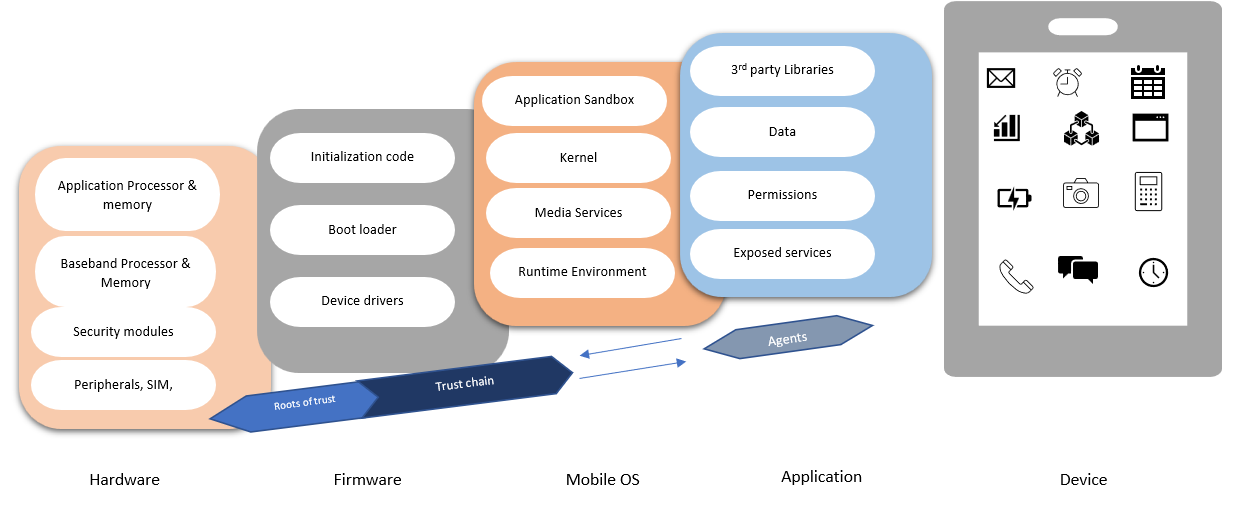 Application Processor &
memory
Baseband Processor &
Memory
Security modules
Peripherals, SIM,
Initialization code
Boot loader
Device drivers
Application Sandbox
Kernel
Media Services
Runtime Environment
3rd party Libraries
Data
Permissions
Exposed services
Roots of trust
Trust chain
Agents
Hardware
Firmware
Mobile OS
Application
Device